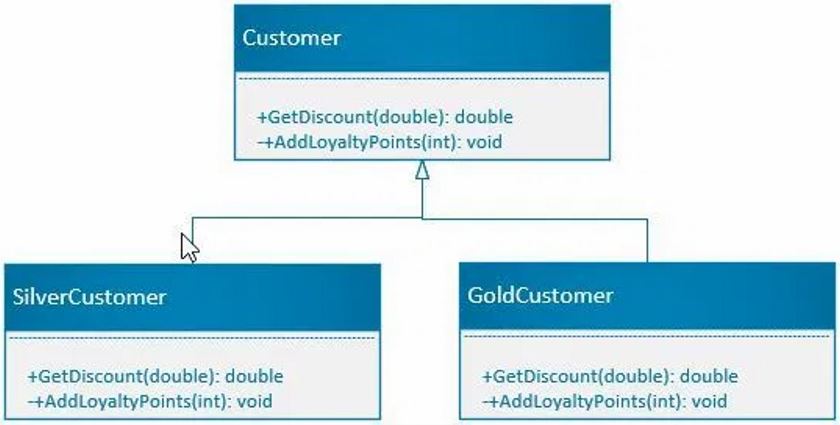 Customer
+GetDiscount(double): double
-+AddLoyaltyPoints(int): void
SilverCustomer
+GetDiscount(double): double
-+AddLoyaltyPoints(int): void
GoldCustomer
+GetDiscount(double): double
-+AddLoyaltyPoints(int): void